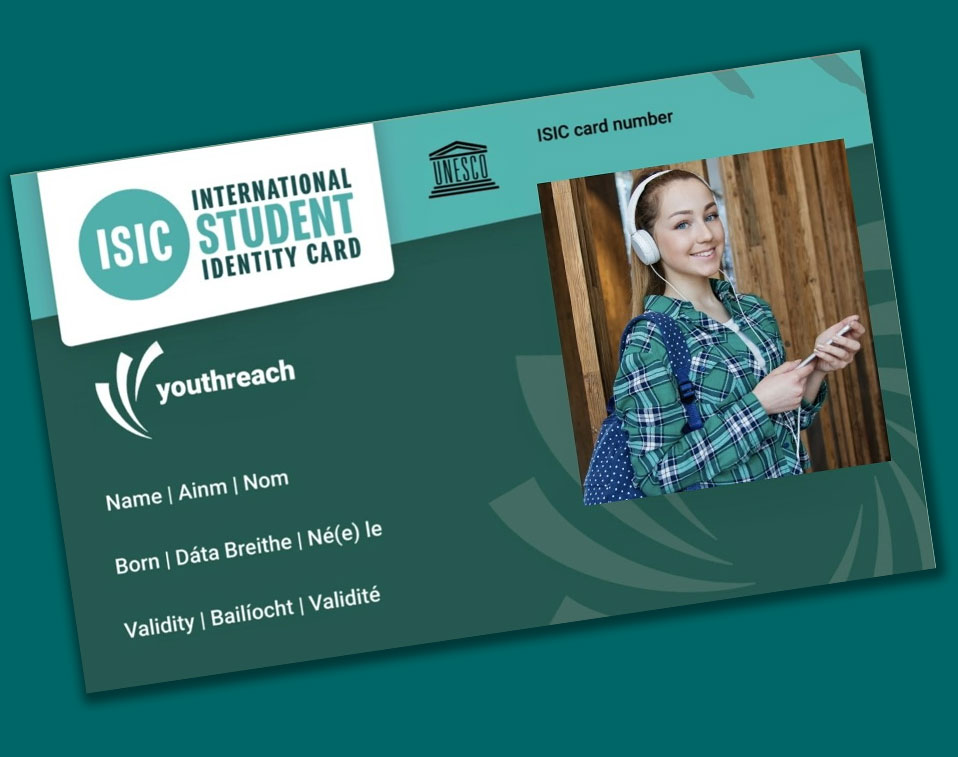 ISIC
INTERNATIONAL
STUDENT
IDENTITY CARD
UNESCO
ISIC card number
youthreach
Name | Ainm | Nom
Born | Dáta Breithe | Né(e) le
Validity | Bailíocht | Validité